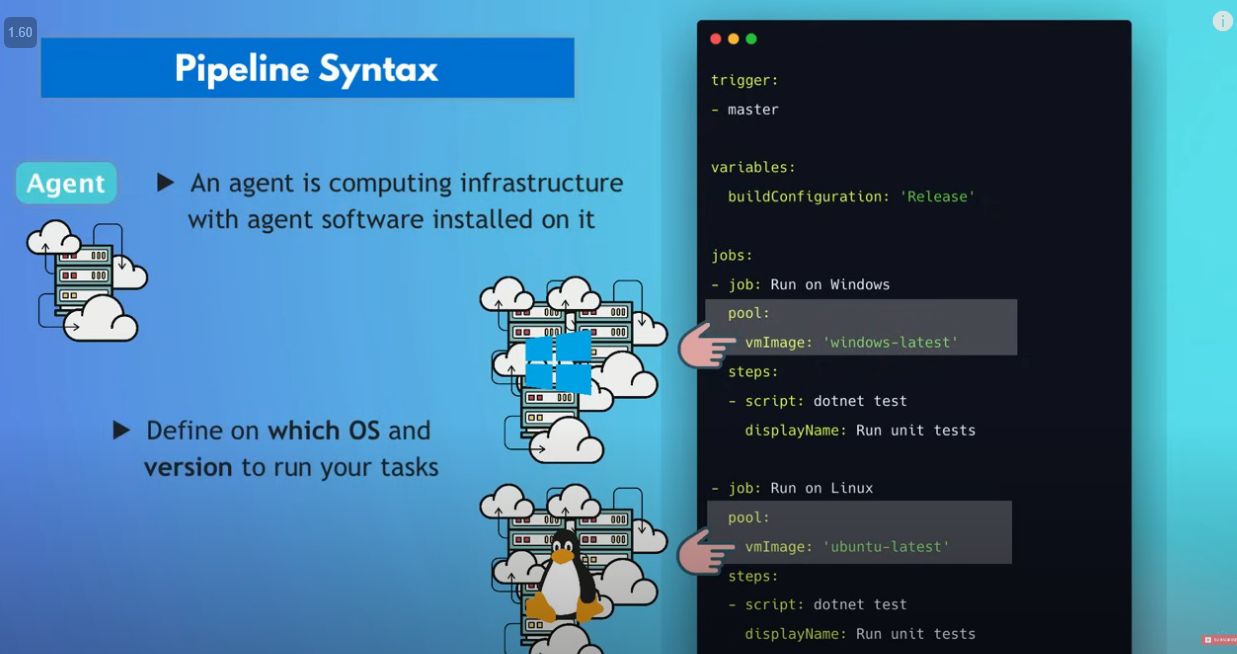 1.60
Pipeline Syntax
Agent
An agent is computing infrastructure
with agent software installed on it
Define on which OS and
version to run your tasks
trigger:
- master
variables:
buildConfiguration: 'Release'
jobs:
- job: Run on Windows
pool:
vmImage: 'windows-latest'
steps:
- script: dotnet test
displayName: Run unit tests
- job: Run on Linux
pool:
vmImage: 'ubuntu-latest'
steps:
- script: dotnet test
displayName: Run unit tests